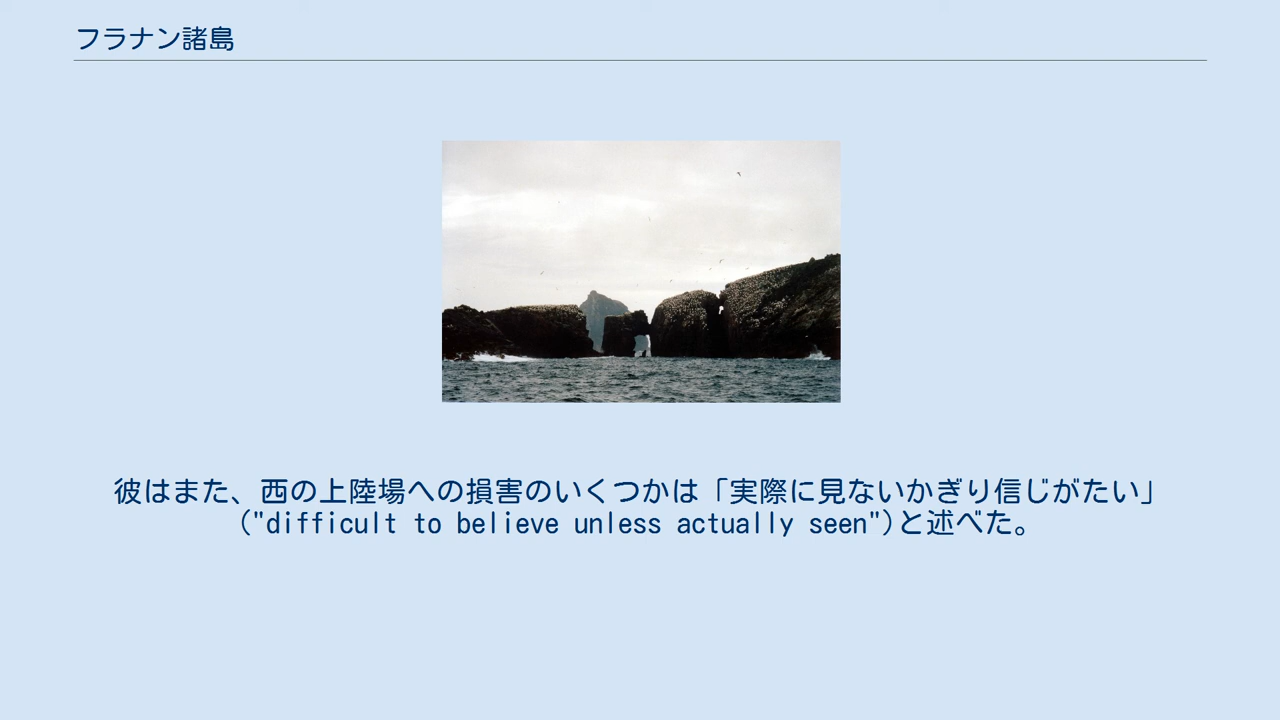 フラナン諸島
彼はまた、西の上陸場への損害のいくつかは「実際に見ないかぎり信じがたい」
("difficult to believe unless actually seen")と述べた。